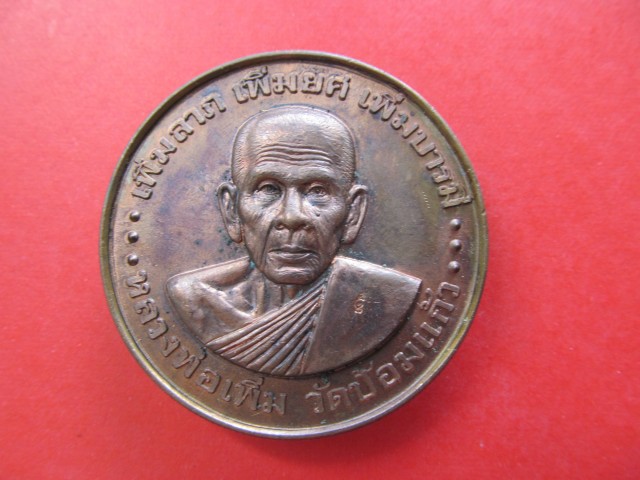 เพิ่มลาภ เพิ่มยศ เพิ่มบารมี
หลวงพ่อเพิ่ม วัดป้อมแก้ว